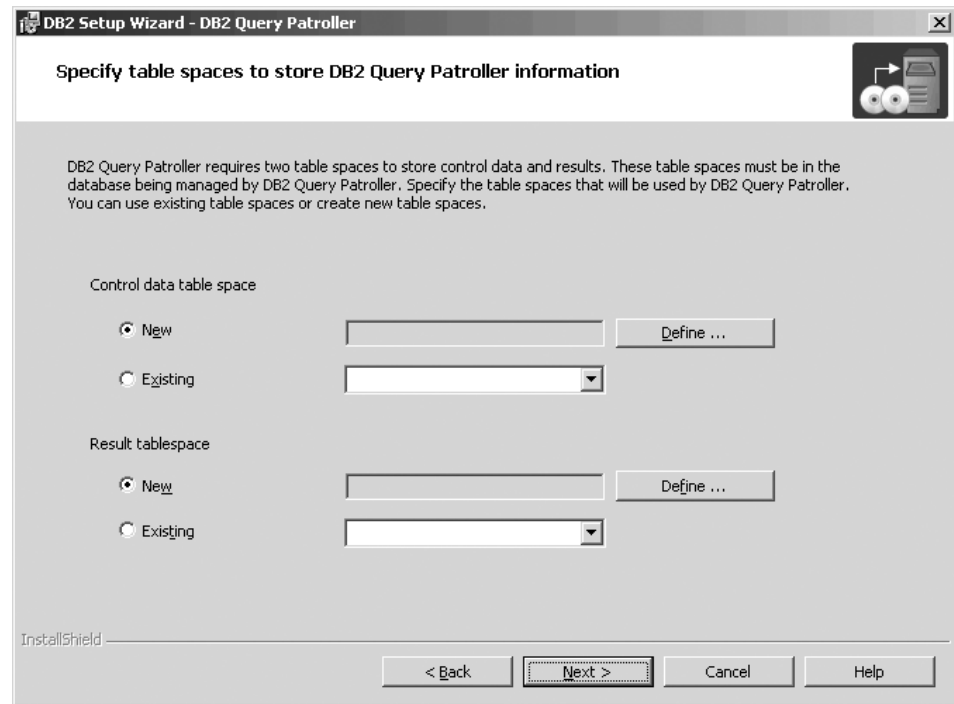 DB2 Setup Wizard - DB2 Query Patroller
Specify table spaces to store DB2 Query Patroller information
DB2 Query Patroller requires two table spaces to store control data and results. These table spaces must be in the
database being managed by DB2 Query Patroller. Specify the table spaces that will be used by DB2 Query Patroller.
You can use existing table spaces or create new table spaces.
Control data table space
New
Define ...
Existing
Result tablespace
New
Define ...
Existing
InstallShield
< Back
Next >
Cancel
Help